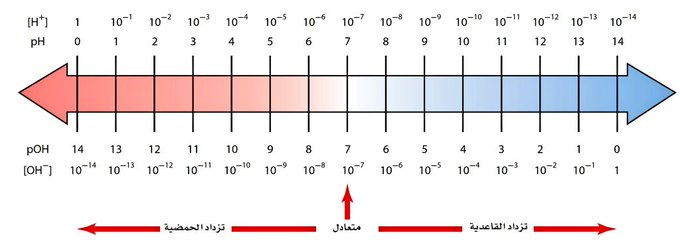 [H⁺] 1 10⁻¹ 10⁻² 10⁻³ 10⁻⁴ 10⁻⁵ 10⁻⁶ 10⁻⁷ 10⁻⁸ 10⁻⁹ 10⁻¹⁰ 10⁻¹¹ 10⁻¹² 10⁻¹³ 10⁻¹⁴
pH 0 1 2 3 4 5 6 7 8 9 10 11 12 13 14
pOH 14 13 12 11 10 9 8 7 6 5 4 3 2 1 0
[OH⁻] 10⁻¹⁴ 10⁻¹³ 10⁻¹² 10⁻¹¹ 10⁻¹⁰ 10⁻⁹ 10⁻⁸ 10⁻⁷ 10⁻⁶ 10⁻⁵ 10⁻⁴ 10⁻³ 10⁻² 10⁻¹ 1
تزداد القاعدية متعادل تزداد الحمضية